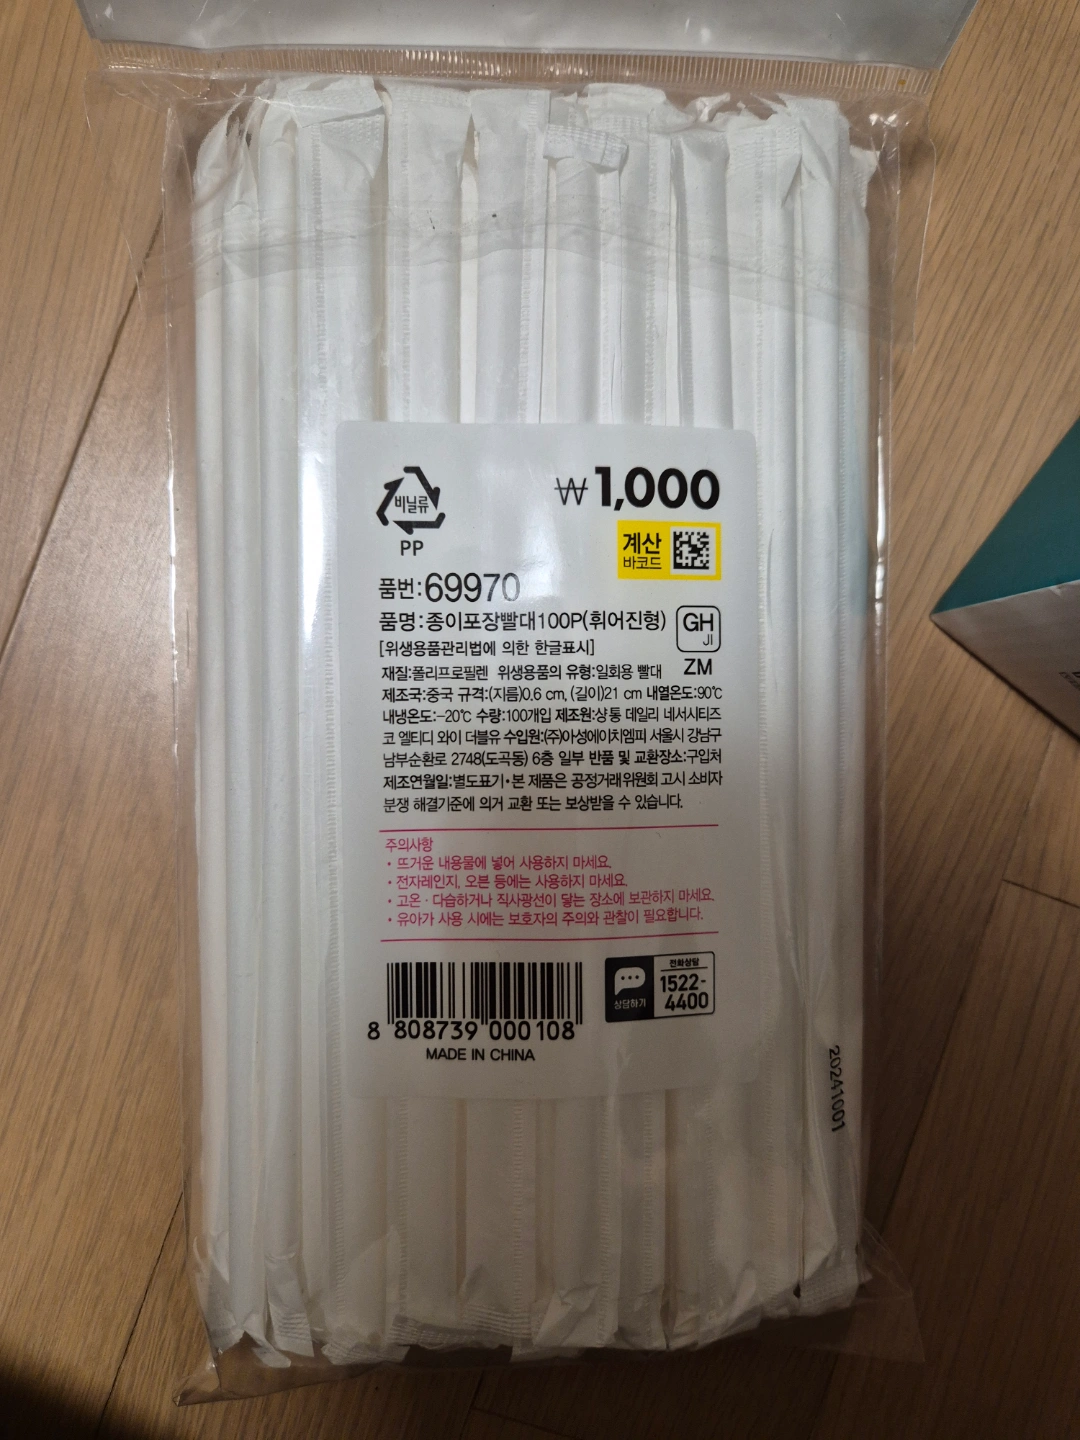 비닐류
PP
₩1,000
계산
바코드
품번:69970
품명:종이포장빨대100P(휘어진형)
GH
JI
ZM
[위생용품관리법에 의한 한글표시]
재질:폴리프로필렌 위생용품의 유형:일회용 빨대
제조국:중국 규격:(지름)0.6 cm, (길이)21 cm 내열온도:90℃
내냉온도:-20℃ 수량:100개입 제조원:샹통 데일리 네서시티즈
코 엘티디 와이 더블유 수입원:(주)아성에이치엠피 서울시 강남구
남부순환로 2748(도곡동) 6층 일부 반품 및 교환장소:구입처
제조연월일:별도표기•본 제품은 공정거래위원회 고시 소비자
분쟁 해결기준에 의거 교환 또는 보상받을 수 있습니다.
주의사항
• 뜨거운 내용물에 넣어 사용하지 마세요.
• 전자레인지, 오븐 등에는 사용하지 마세요.
• 고온·다습하거나 직사광선이 닿는 장소에 보관하지 마세요.
• 유아가 사용 시에는 보호자의 주의와 관찰이 필요합니다.
상담하기
전화상담
1522-
4400
8 808739 000108
MADE IN CHINA
20241001